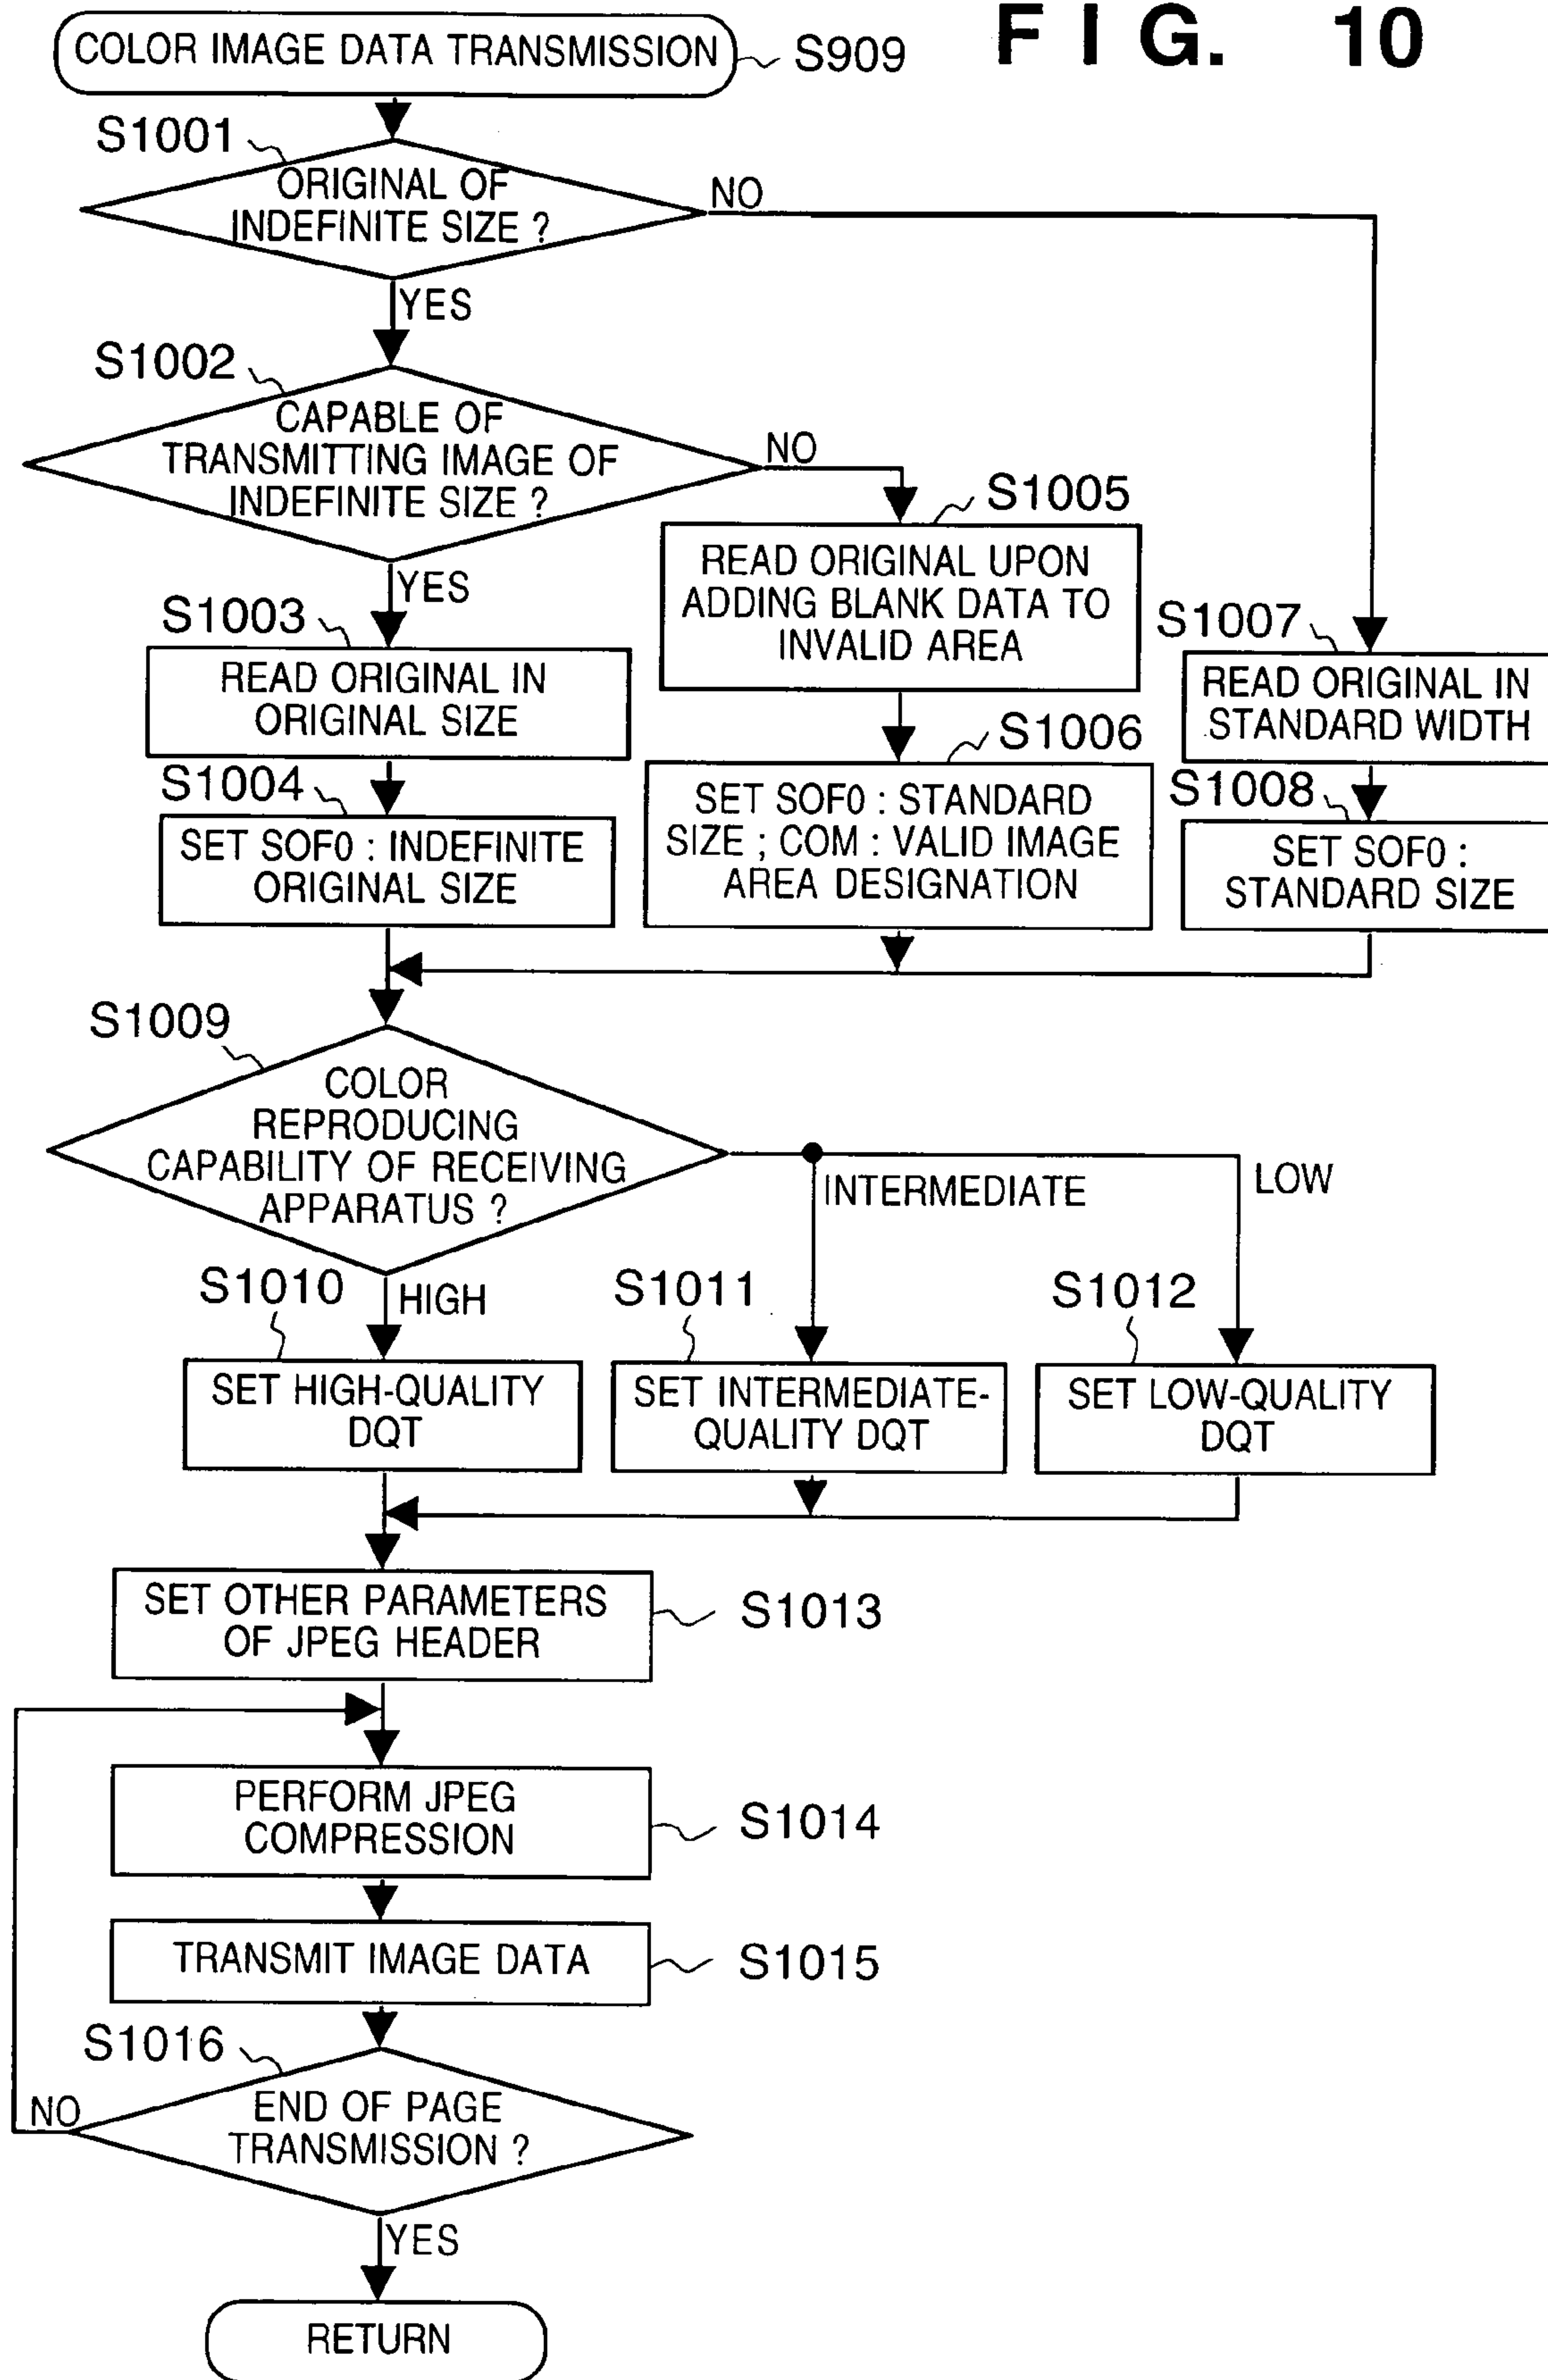 FIG. 10
COLOR IMAGE DATA TRANSMISSION
S909
S1001
ORIGINAL OF
INDEFINITE SIZE ?
NO
YES
S1002
CAPABLE OF
TRANSMITTING IMAGE OF
INDEFINITE SIZE ?
NO
YES
S1003
READ ORIGINAL IN
ORIGINAL SIZE
S1004
SET SOF0 : INDEFINITE
ORIGINAL SIZE
S1005
READ ORIGINAL UPON
ADDING BLANK DATA TO
INVALID AREA
S1006
SET SOF0 : STANDARD
SIZE ; COM : VALID IMAGE
AREA DESIGNATION
S1007
READ ORIGINAL IN
STANDARD WIDTH
S1008
SET SOF0 :
STANDARD SIZE
S1009
COLOR
REPRODUCING
CAPABILITY OF RECEIVING
APPARATUS ?
INTERMEDIATE
LOW
HIGH
S1010
SET HIGH-QUALITY
DQT
S1011
SET INTERMEDIATE-
QUALITY DQT
S1012
SET LOW-QUALITY
DQT
SET OTHER PARAMETERS
OF JPEG HEADER
S1013
PERFORM JPEG
COMPRESSION
S1014
TRANSMIT IMAGE DATA
S1015
S1016
END OF PAGE
TRANSMISSION ?
NO
YES
RETURN